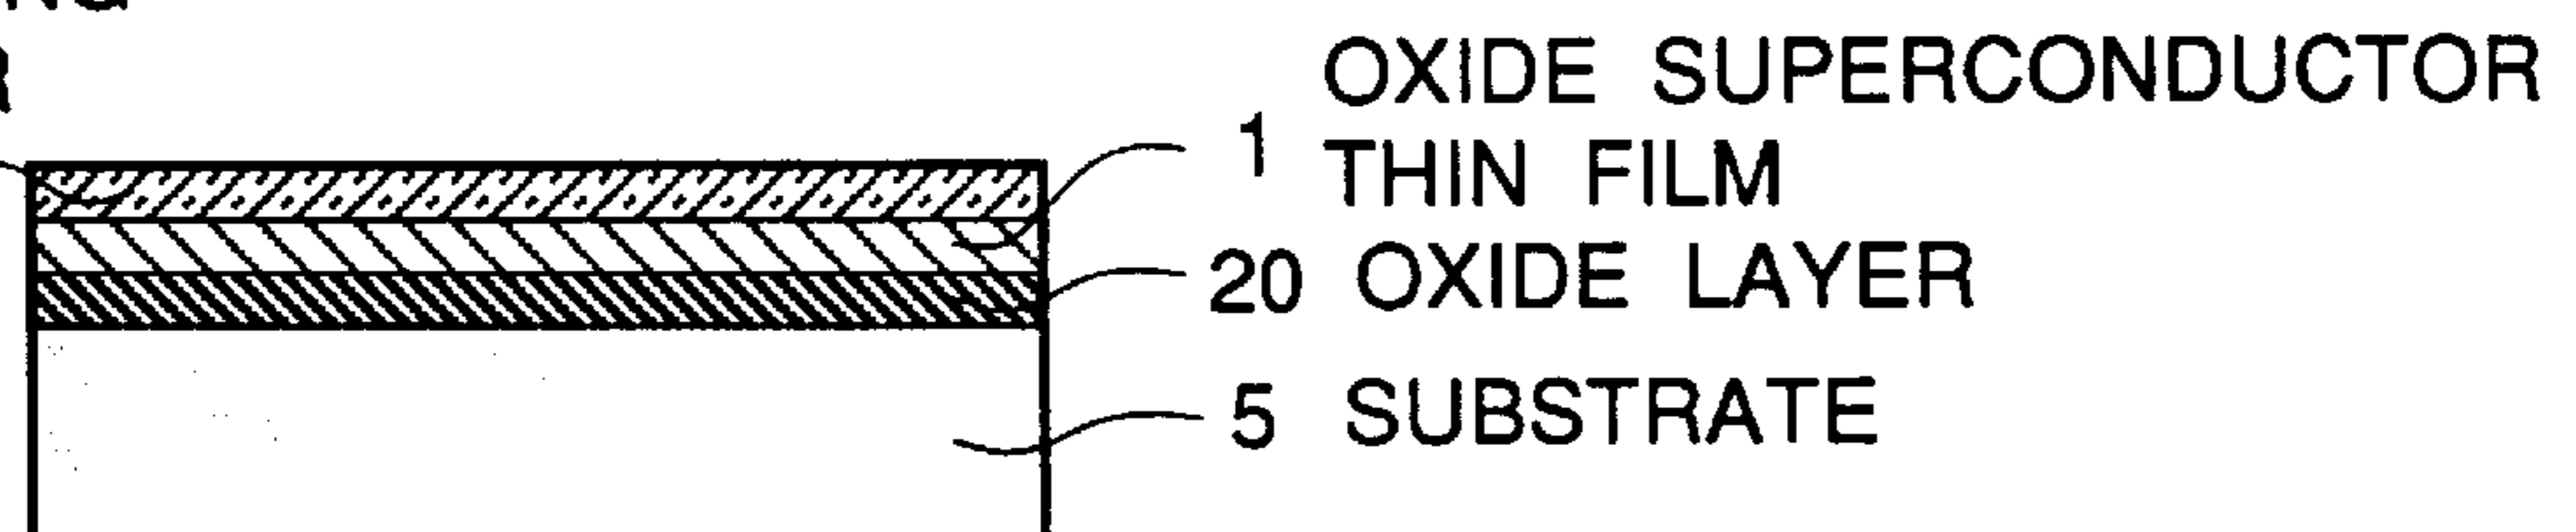 1 OXIDE SUPERCONDUCTOR
THIN FILM
20 OXIDE LAYER
5 SUBSTRATE